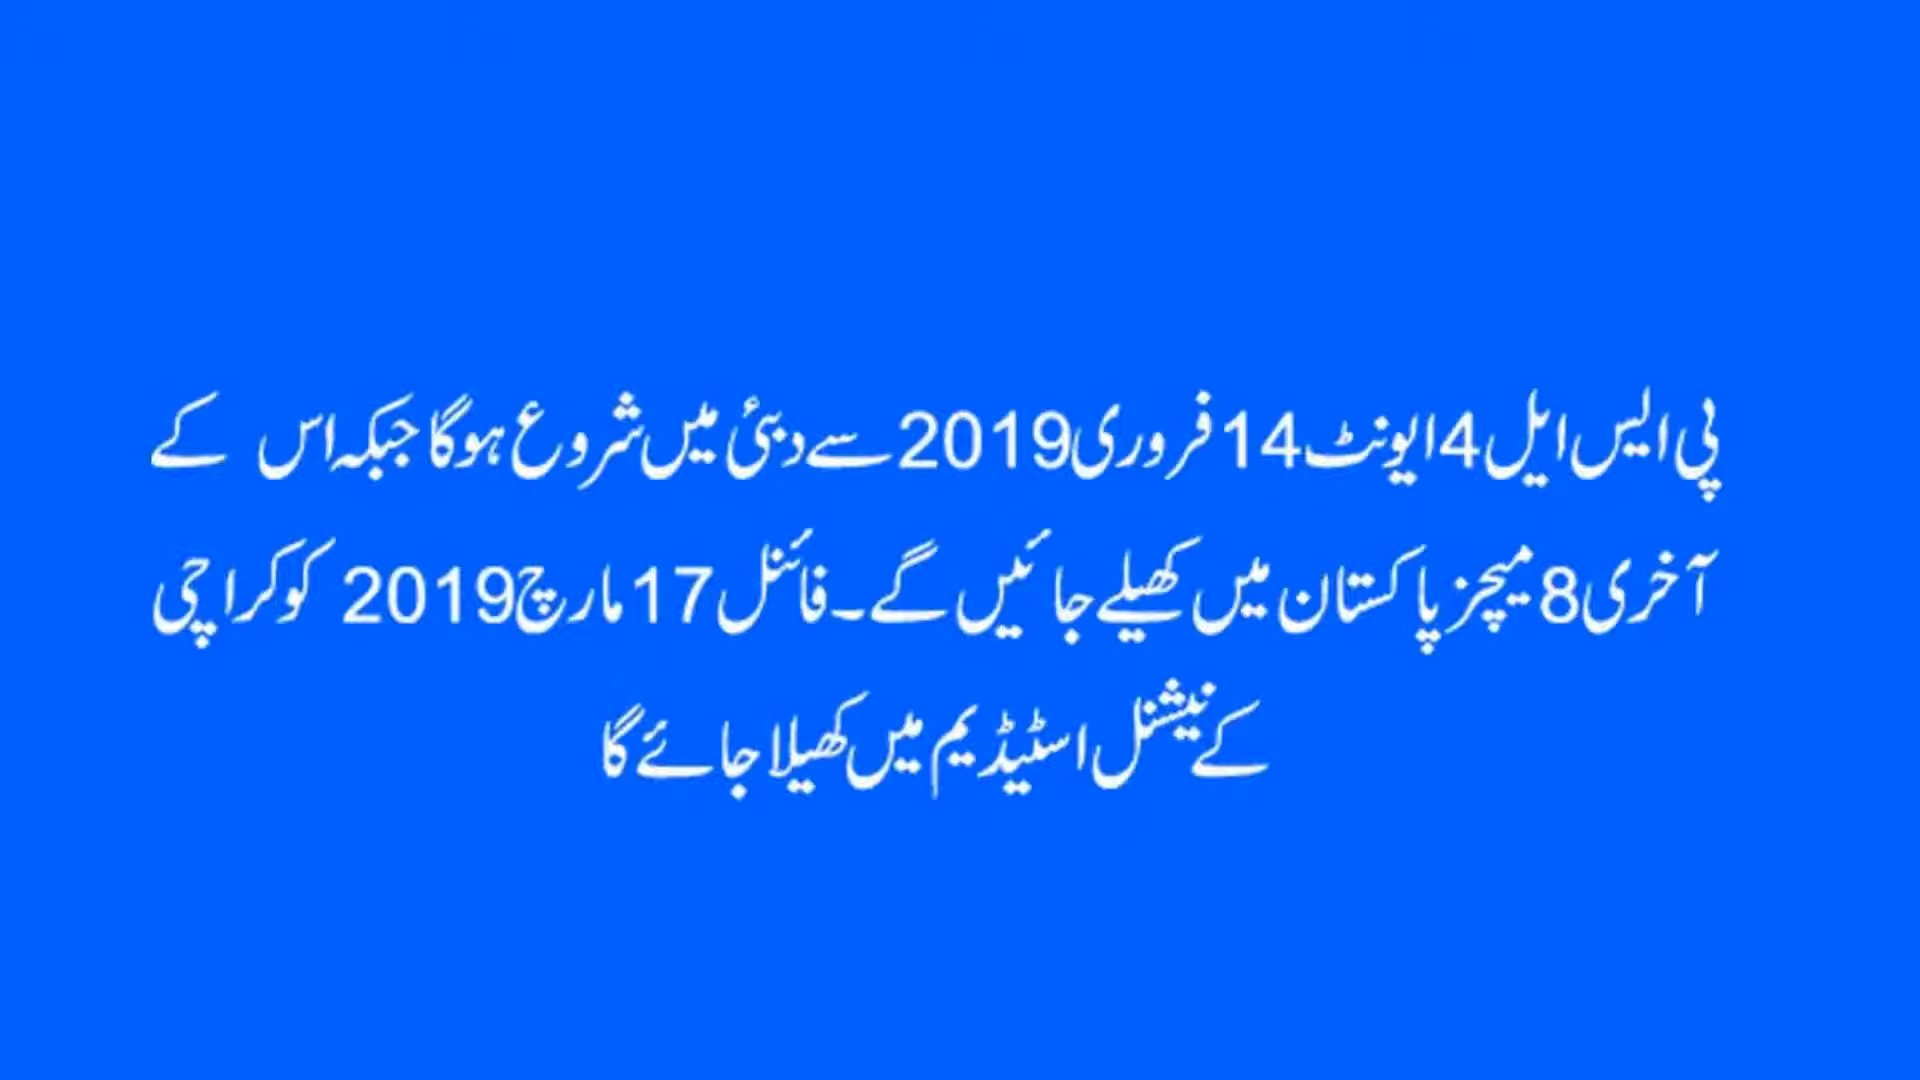 پی ایس ایل 4 ایونٹ 14 فروری 2019 سے دبئی میں شروع ہوگا جبکہ اس کے
آخری 8 میچز پاکستان میں کھیلے جائیں گے۔ فائنل 17 مارچ 2019 کو کراچی
کے نیشنل اسٹیڈیم میں کھیلا جائے گا